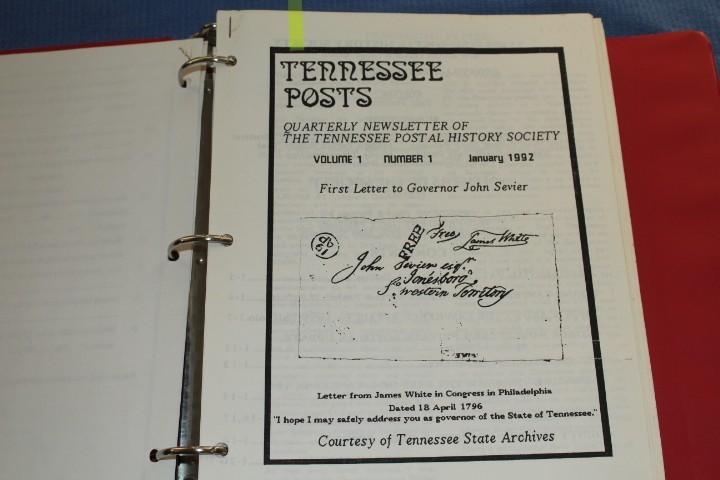 TENNESSEE
POSTS
QUARTERLY NEWSLETTER OF
THE TENNESSEE POSTAL HISTORY SOCIETY
VOLUME 1 NUMBER 1 January 1992
First Letter to Governor John Sevier
FREE Free James White
John Sevier esqr.
Jonesboro,
S. western Territory
Letter from James White in Congress in Philadelphia
Dated 18 April 1796
"I hope I may safely address you as governor of the State of Tennessee."
Courtesy of Tennessee State Archives